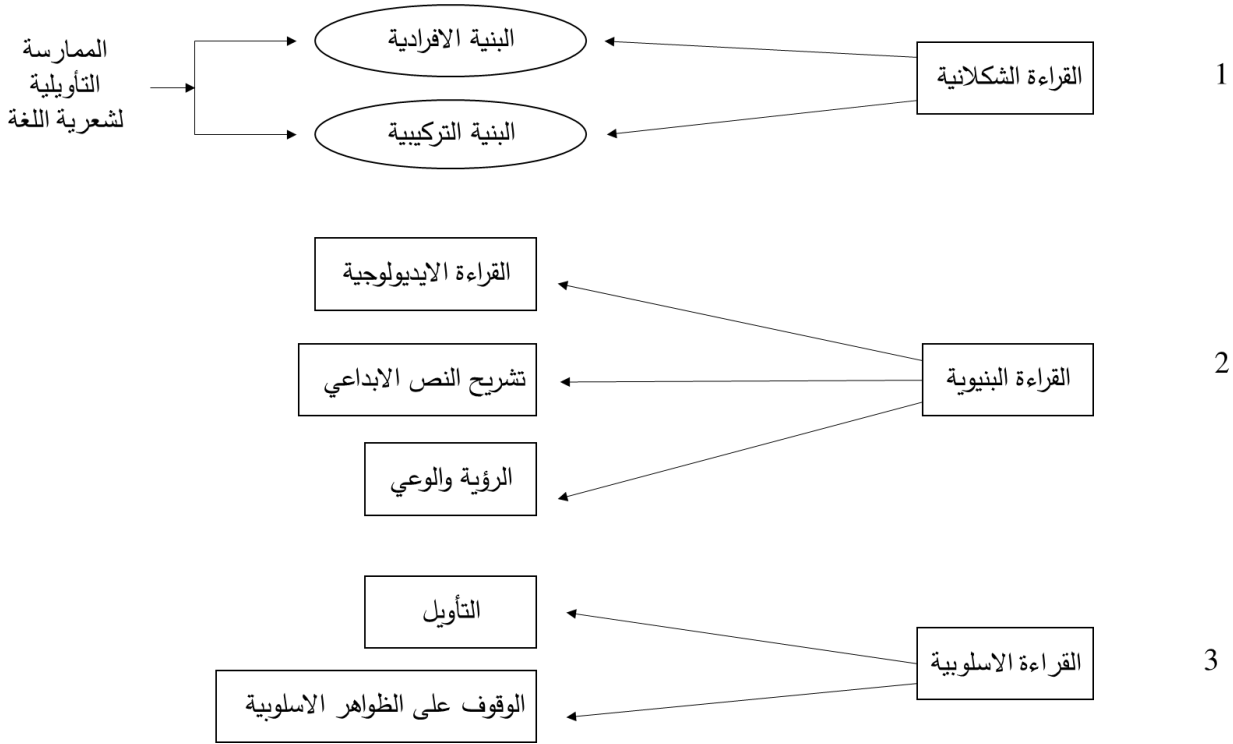 1
القراءة الشكلانية
البنية الافرادية
البنية التركيبية
الممارسة
التأويلية
لشعرية اللغة
2
القراءة البنيوية
القراءة الايديولوجية
تشريح النص الابداعي
الرؤية والوعي
3
القراءة الاسلوبية
التأويل
الوقوف على الظواهر الاسلوبية